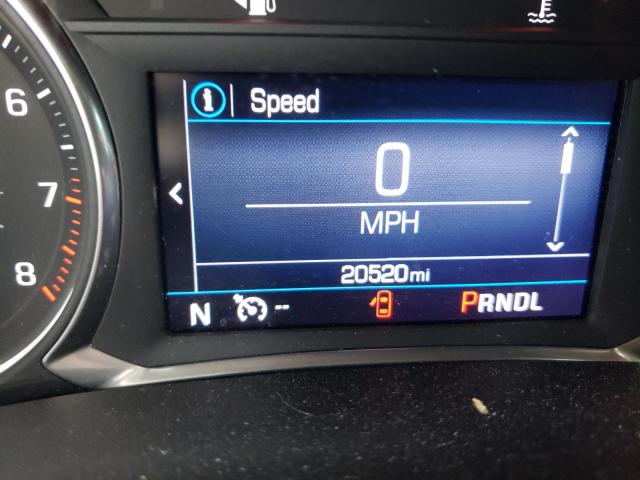 6
7
8
Speed
0
MPH
20520mi
N -- PRNDL